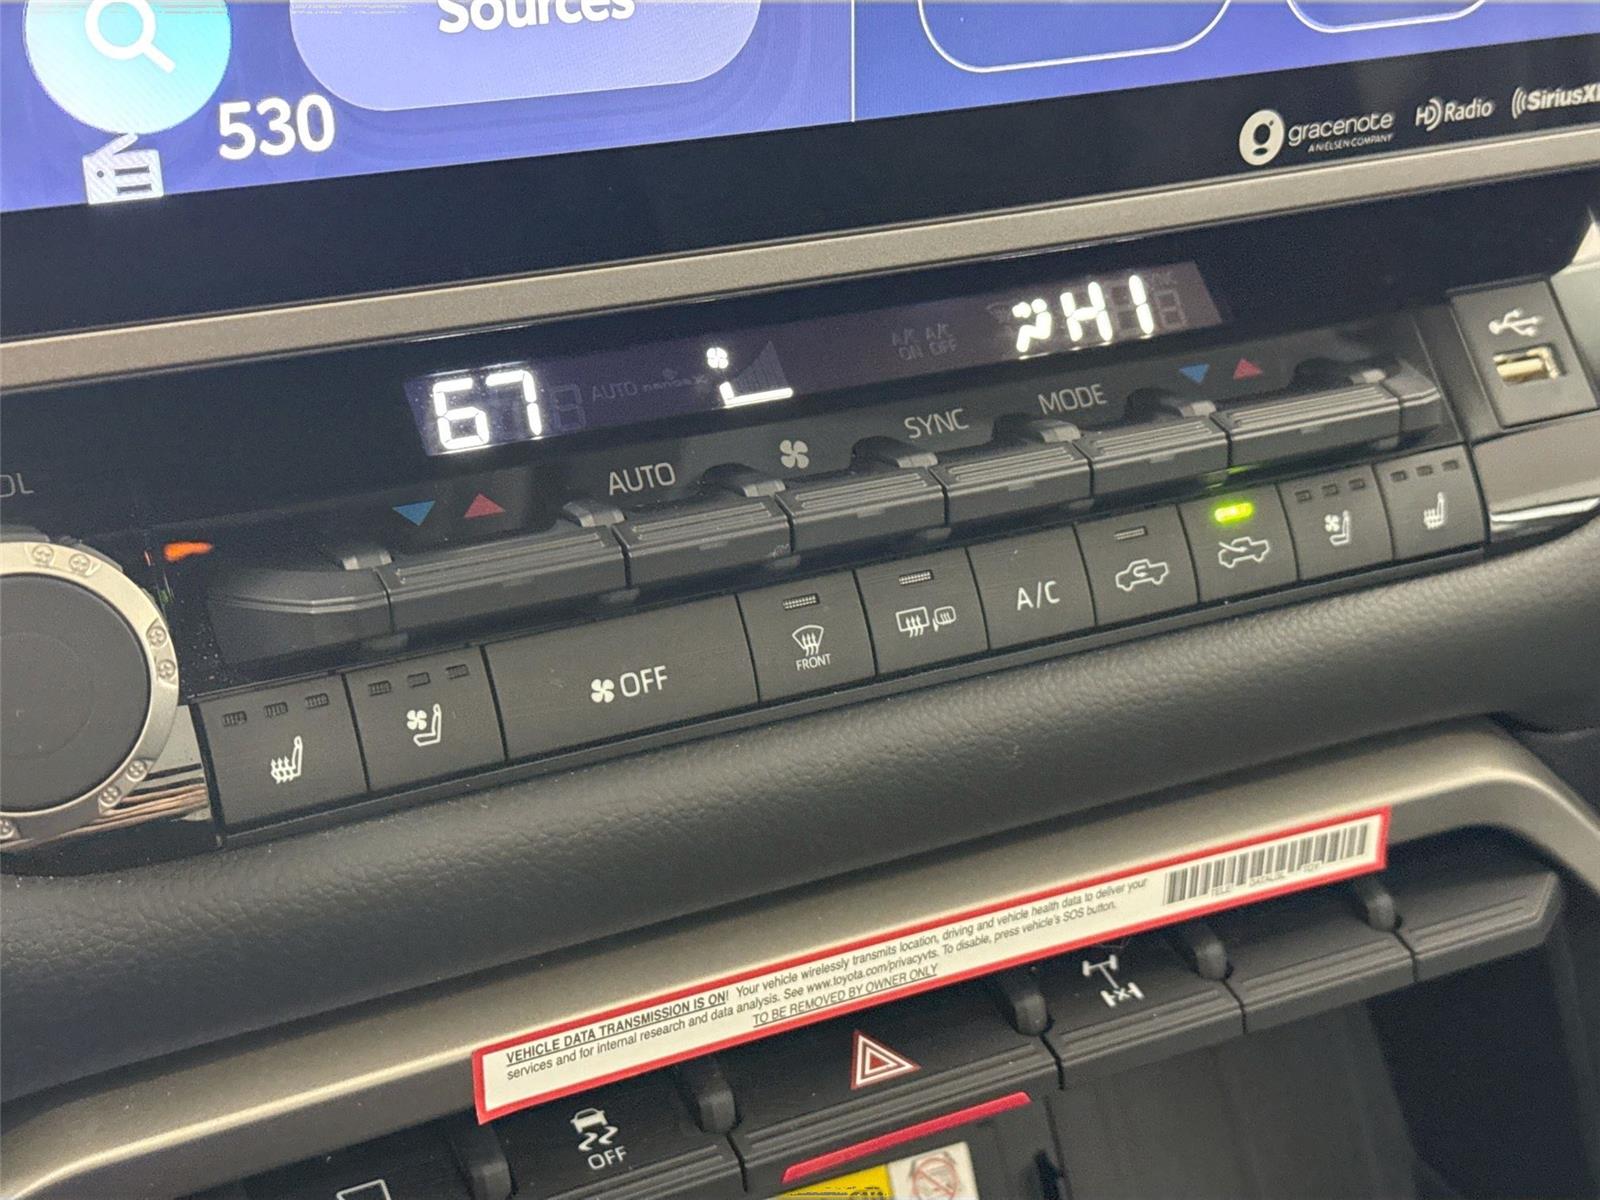 Sources
530
gracenote
A NIELSEN COMPANY
HD Radio
SiriusX
67
AUTO
A/C A/C
ON OFF
HI
OL
AUTO
SYNC
MODE
OFF
FRONT
A/C
VEHICLE DATA TRANSMISSION IS ON! Your vehicle wirelessly transmits location, driving and vehicle health data to deliver your
services and for internal research and data analysis. See www.toyota.com/privacyvts. To disable, press vehicle's SOS button.
TO BE REMOVED BY OWNER ONLY
OFF